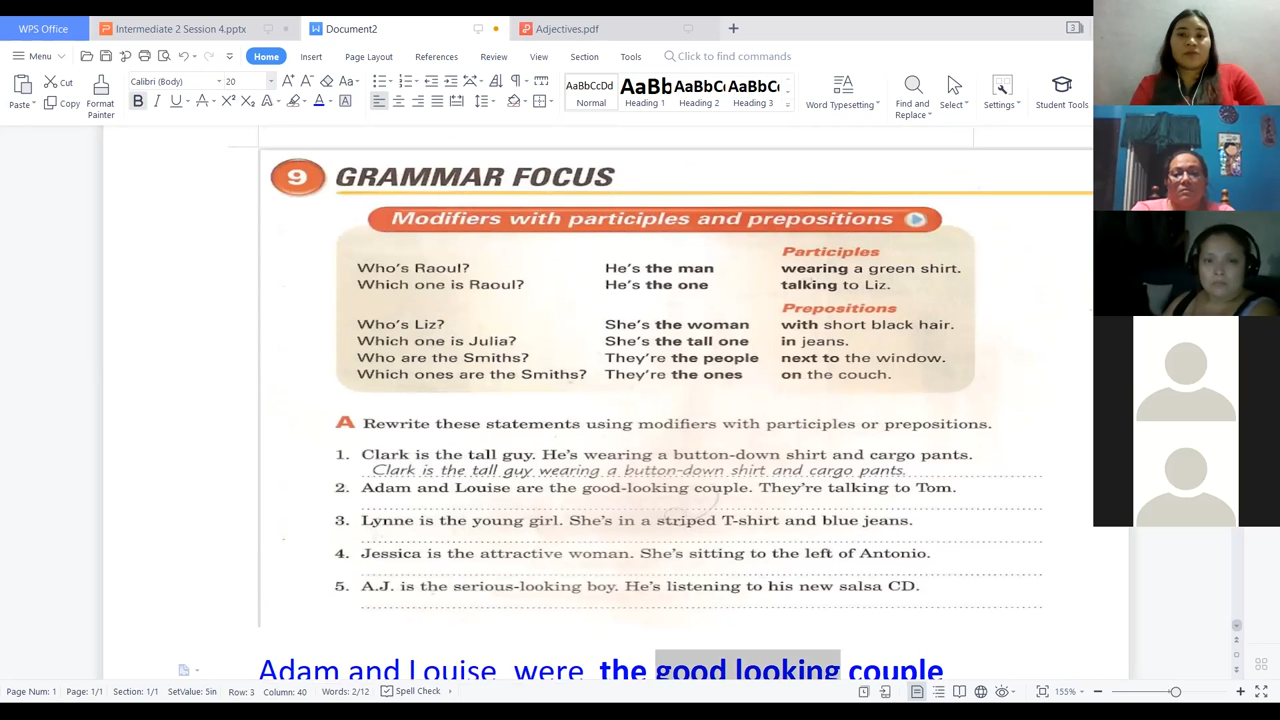 WPS Office
Intermediate 2 Session 4.pptx
Document2
Adjectives.pdf
3
Menu
Home
Insert
Page Layout
References
Review
View
Section
Tools
Click to find commands
Paste
Cut
Copy
Format Painter
Calibri (Body)
20
AaBbCcDd
Normal
AaBb
Heading 1
AaBbC
Heading 2
AaBbC
Heading 3
Word Typesetting
Find and Replace
Select
Settings
Student Tools
9 GRAMMAR FOCUS
Modifiers with participles and prepositions
Participles
Who's Raoul? He's the man wearing a green shirt.
Which one is Raoul? He's the one talking to Liz.
Prepositions
Who's Liz? She's the woman with short black hair.
Which one is Julia? She's the tall one in jeans.
Who are the Smiths? They're the people next to the window.
Which ones are the Smiths? They're the ones on the couch.
A Rewrite these statements using modifiers with participles or prepositions.
1. Clark is the tall guy. He's wearing a button-down shirt and cargo pants.
Clark is the tall guy wearing a button-down shirt and cargo pants.
2. Adam and Louise are the good-looking couple. They're talking to Tom.
3. Lynne is the young girl. She's in a striped T-shirt and blue jeans.
4. Jessica is the attractive woman. She's sitting to the left of Antonio.
5. A.J. is the serious-looking boy. He's listening to his new salsa CD.
Adam and Louise were the good looking couple
Page Num: 1 Page: 1/1 Section: 1/1 SetValue: 5in Row: 3 Column: 40 Words: 2/12 Spell Check
155%